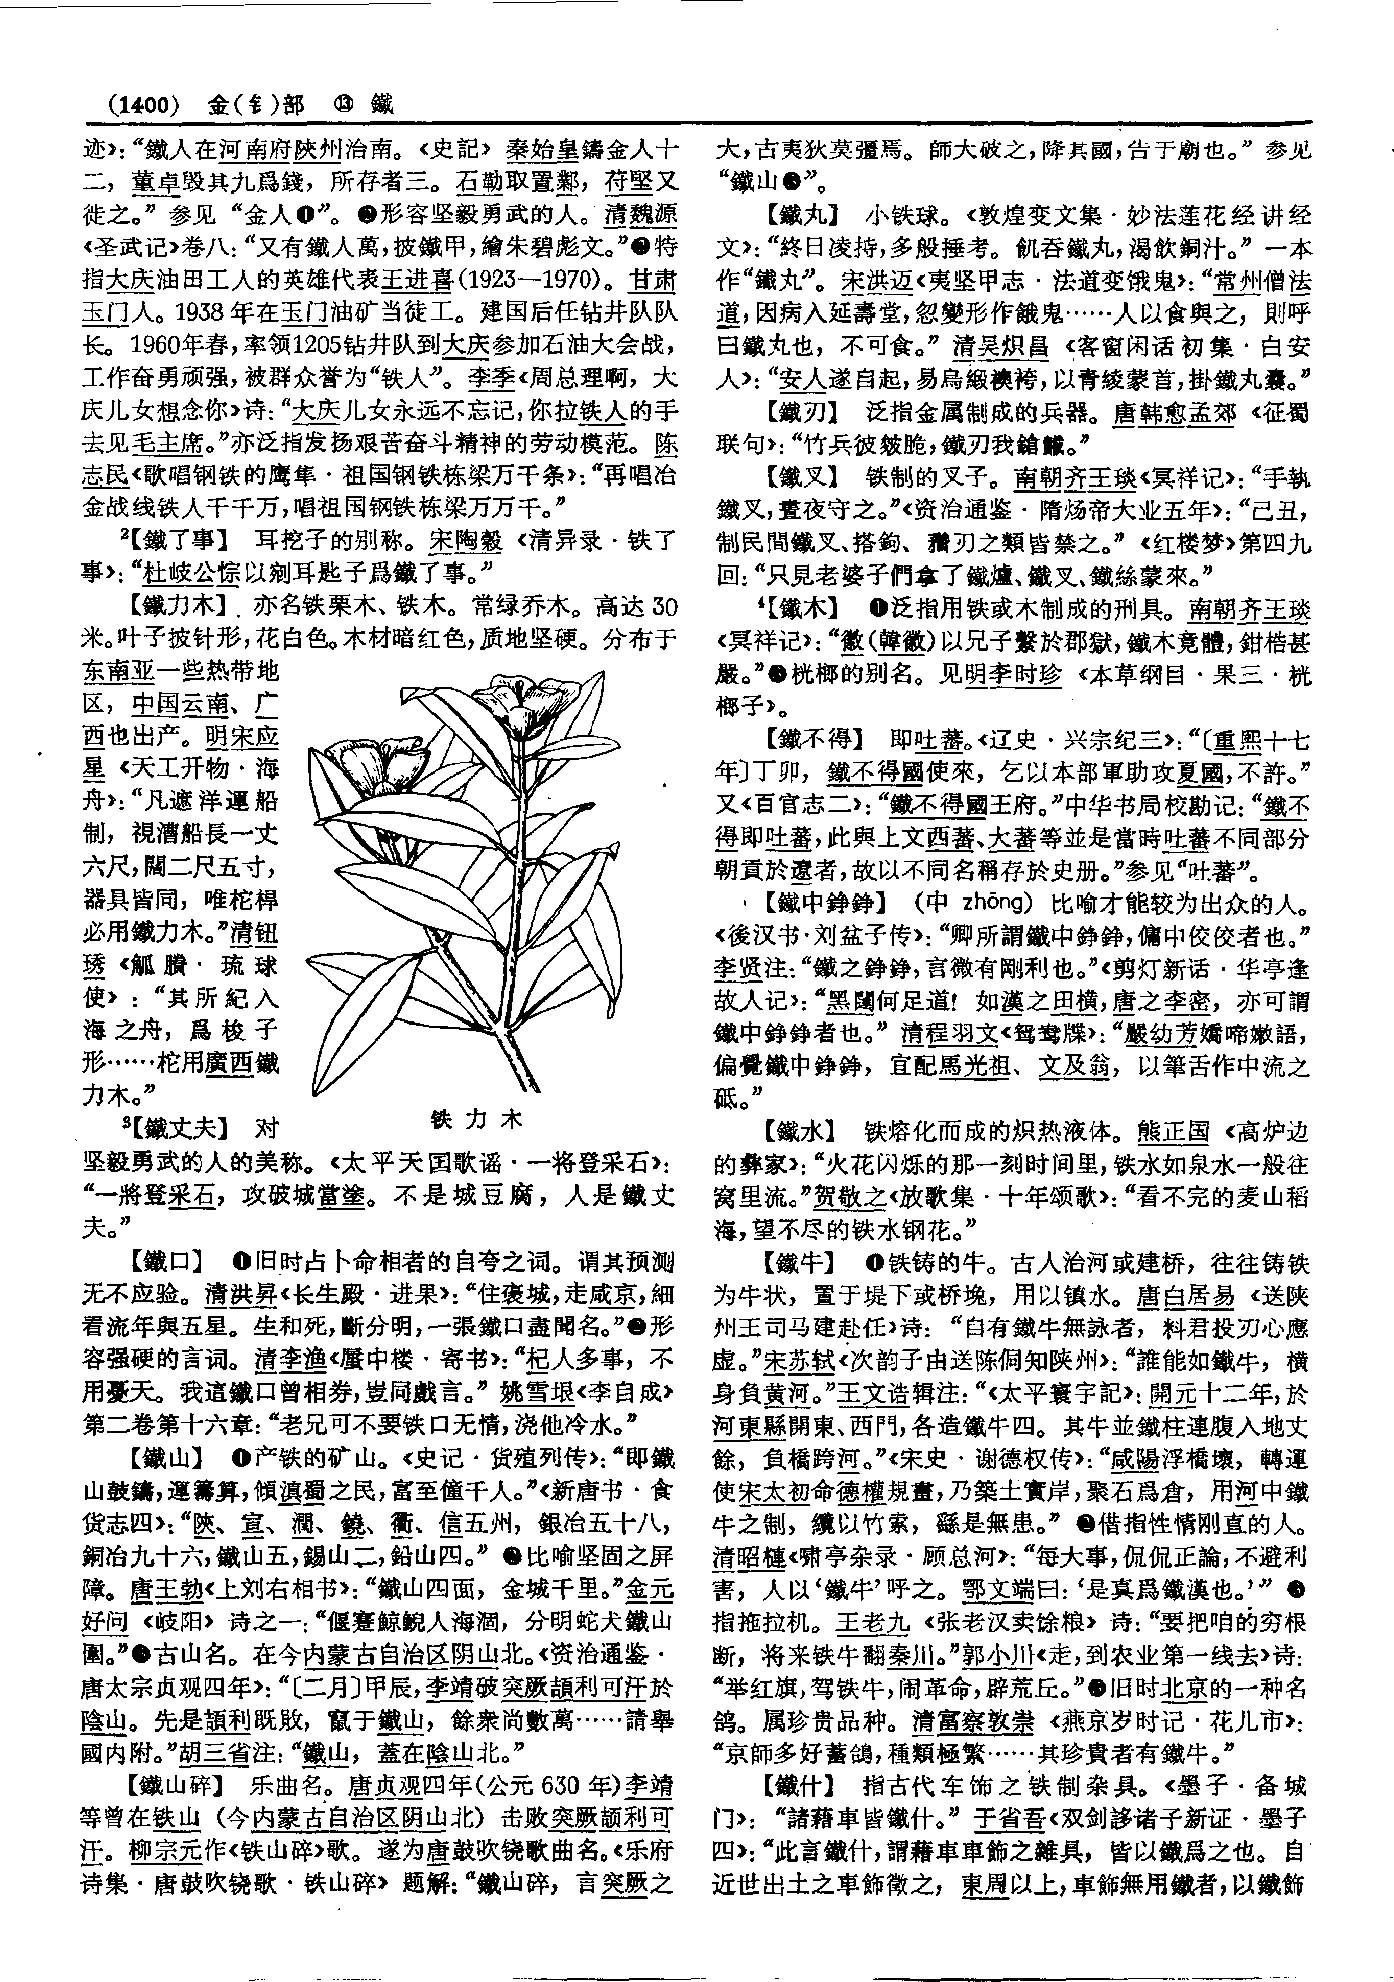 (1400) 金(钅)部 ⑬ 鐵
迹》：“鐵人在河南府陝州治南。《史記》秦始皇鑄金人十
二，董卓毀其九爲錢，所存者三。石勒取置鄴，苻堅又
徙之。”参见“金人❶”。❷形容坚毅勇武的人。清魏源
《圣武记》卷八：“又有鐵人萬，披鐵甲，繪朱碧彪文。”❸特
指大庆油田工人的英雄代表王进喜(1923—1970)。甘肃
玉门人。1938年在玉门油矿当徒工。建国后任钻井队队
长。1960年春，率领1205钻井队到大庆参加石油大会战，
工作奋勇顽强，被群众誉为“铁人”。李季《周总理啊，大
庆儿女想念你》诗：“大庆儿女永远不忘记，你拉铁人的手
去见毛主席。”亦泛指发扬艰苦奋斗精神的劳动模范。陈
志民《歌唱钢铁的鹰隼·祖国钢铁栋梁万千条》：“再唱冶
金战线铁人千千万，唱祖国钢铁栋梁万万千。”
²【鐵了事】 耳挖子的别称。宋陶穀《清异录·铁了
事》：“杜岐公悰以剜耳匙子爲鐵了事。”
【鐵力木】 亦名铁栗木、铁木。常绿乔木。高达30
米。叶子披针形，花白色。木材暗红色，质地坚硬。分布于
东南亚一些热带地
区，中国云南、广
西也出产。明宋应
星《天工开物·海
舟》：“凡遮洋運船
制，視漕船長一丈
六尺，闊二尺五寸，
器具皆同，唯柁桿
必用鐵力木。”清钮
琇《觚賸·琉球
使》：“其所紀入
海之舟，爲梭子
形……柁用廣西鐵
力木。”
铁力木
³【鐵丈夫】 对
坚毅勇武的人的美称。《太平天国歌谣·一将登采石》：
“一將登采石，攻破城當塗。不是城豆腐，人是鐵丈
夫。”
【鐵口】 ❶旧时占卜命相者的自夸之词。谓其预测
无不应验。清洪昇《长生殿·进果》：“住褒城，走咸京，細
看流年與五星。生和死，斷分明，一張鐵口盡聞名。”❷形
容强硬的言词。清李渔《蜃中楼·寄书》：“杞人多事，不
用憂天。我這鐵口曾相券，豈同戲言。”姚雪垠《李自成》
第二卷第十六章：“老兄可不要铁口无情，浇他冷水。”
【鐵山】 ❶产铁的矿山。《史记·货殖列传》：“即鐵
山鼓鑄，運籌算，傾滇蜀之民，富至僮千人。”《新唐书·食
货志四》：“陝、宣、潤、饒、衢、信五州，銀冶五十八，
銅冶九十六，鐵山五，錫山二，鉛山四。”❷比喻坚固之屏
障。唐王勃《上刘右相书》：“鐵山四面，金城千里。”金元
好问《岐阳》诗之一：“偃蹇鲸鯢人海涸，分明蛇犬鐵山
圍。”❸古山名。在今内蒙古自治区阴山北。《资治通鉴·
唐太宗贞观四年》：“〔二月〕甲辰，李靖破突厥頡利可汗於
陰山。先是頡利既敗，竄于鐵山，餘衆尚數萬……請舉
國內附。”胡三省注：“鐵山，蓋在陰山北。”
【鐵山碎】 乐曲名。唐贞观四年(公元630年)李靖
等曾在铁山（今内蒙古自治区阴山北）击败突厥颉利可
汗。柳宗元作《铁山碎》歌。遂为唐鼓吹铙歌曲名。《乐府
诗集·唐鼓吹铙歌·铁山碎》题解：“鐵山碎，言突厥之
大，古夷狄莫彊焉。師大破之，降其國，告于廟也。”参见
“鐵山❸”。
【鐵丸】 小铁球。《敦煌变文集·妙法莲花经讲经
文》：“終日凌持，多般捶考。飢吞鐵丸，渴飲銅汁。”一本
作“鐵丸”。宋洪迈《夷坚甲志·法道变饿鬼》：“常州僧法
道，因病入延壽堂，忽變形作餓鬼……人以食與之，則呼
曰鐵丸也，不可食。”清吴炽昌《客窗闲话初集·白安
人》：“安人遂自起，易烏緞襖袴，以青綾蒙首，掛鐵丸囊。”
【鐵刃】 泛指金属制成的兵器。唐韩愈孟郊《征蜀
联句》：“竹兵彼皴脆，鐵刃我鎗𨰉。”
【鐵叉】 铁制的叉子。南朝齐王琰《冥祥记》：“手執
鐵叉，晝夜守之。”《资治通鉴·隋炀帝大业五年》：“己丑，
制民間鐵叉、搭鉤、䂎刃之類皆禁之。”《红楼梦》第四九
回：“只見老婆子們拿了鐵爐、鐵叉、鐵絲蒙來。”
⁴【鐵木】 ❶泛指用铁或木制成的刑具。南朝齐王琰
《冥祥记》：“徽(韓徽)以兄子繫於郡獄，鐵木竟體，鉗梏甚
嚴。”❷桄榔的别名。见明李时珍《本草纲目·果三·桄
榔子》。
【鐵不得】 即吐蕃。《辽史·兴宗纪三》：“〔重熙十七
年〕丁卯，鐵不得國使來，乞以本部軍助攻夏國，不許。”
又《百官志二》：“鐵不得國王府。”中华书局校勘记：“鐵不
得即吐蕃，此與上文西蕃、大蕃等並是當時吐蕃不同部分
朝貢於遼者，故以不同名稱存於史册。”参见“吐蕃”。
【鐵中錚錚】 (中 zhōng) 比喻才能较为出众的人。
《後汉书·刘盆子传》：“卿所謂鐵中錚錚，傭中佼佼者也。”
李贤注：“鐵之錚錚，言微有剛利也。”《剪灯新话·华亭逢
故人记》：“黑闥何足道！如漢之田橫，唐之李密，亦可謂
鐵中錚錚者也。”清程羽文《鸳鸯牒》：“嚴幼芳嬌啼嫩語，
偏覺鐵中錚錚，宜配馬光祖、文及翁，以筆舌作中流之
砥。”
【鐵水】 铁熔化而成的炽热液体。熊正国《高炉边
的彝家》：“火花闪烁的那一刻时间里，铁水如泉水一般往
窝里流。”贺敬之《放歌集·十年颂歌》：“看不完的麦山稻
海，望不尽的铁水钢花。”
【鐵牛】 ❶铁铸的牛。古人治河或建桥，往往铸铁
为牛状，置于堤下或桥堍，用以镇水。唐白居易《送陕
州王司马建赴任》诗：“自有鐵牛無詠者，料君投刃心應
虚。”宋苏轼《次韵子由送陈侗知陕州》：“誰能如鐵牛，橫
身負黃河。”王文诰辑注：“《太平寰宇記》：開元十二年，於
河東縣開東、西門，各造鐵牛四。其牛並鐵柱連腹入地丈
餘，負橋跨河。”《宋史·谢德权传》：“咸陽浮橋壞，轉運
使宋太初命德權規畫，乃築土實岸，聚石爲倉，用河中鐵
牛之制，纜以竹索，繇是無患。”❷借指性情刚直的人。
清昭梿《啸亭杂录·顾总河》：“每大事，侃侃正論，不避利
害，人以‘鐵牛’呼之。鄂文端曰：‘是真爲鐵漢也。’”❸
指拖拉机。王老九《张老汉卖馀粮》诗：“要把咱的穷根
断，将来铁牛翻秦川。”郭小川《走，到农业第一线去》诗：
“举红旗，驾铁牛，闹革命，辟荒丘。”❹旧时北京的一种名
鸽。属珍贵品种。清富察敦崇《燕京岁时记·花儿市》：
“京師多好蓄鴿，種類極繁……其珍貴者有鐵牛。”
【鐵什】 指古代车饰之铁制杂具。《墨子·备城
门》：“諸藉車皆鐵什。”于省吾《双剑誃诸子新证·墨子
四》：“此言鐵什，謂藉車車飾之雜具，皆以鐵爲之也。自
近世出土之車飾徵之，東周以上，車飾無用鐵者，以鐵飾